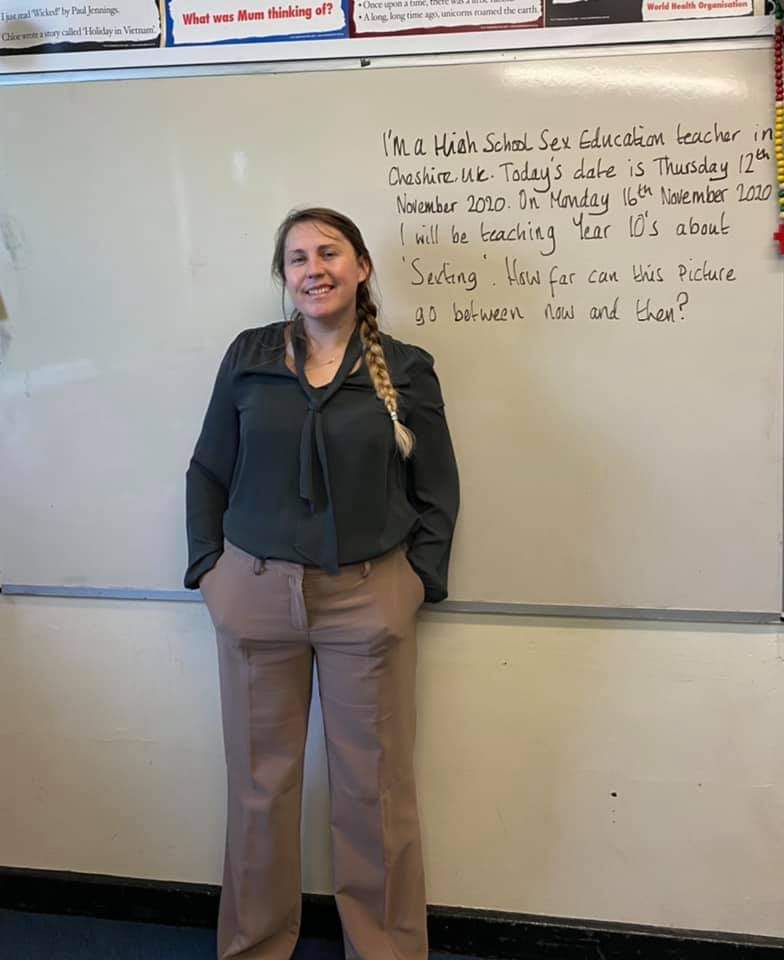 I just read 'Wicked' by Paul Jennings.
Chloe wrote a story called 'Holiday in Vietnam'.
What was Mum thinking of?
• Once upon a time, there was a little
• A long, long time ago, unicorns roamed the earth.
World Health Organisation
I'm a High School Sex Education teacher in
Cheshire. UK. Today's date is Thursday 12th
November 2020. On Monday 16th November 2020
I will be teaching Year 10's about
'Sexting'. How far can this picture
go between now and then?